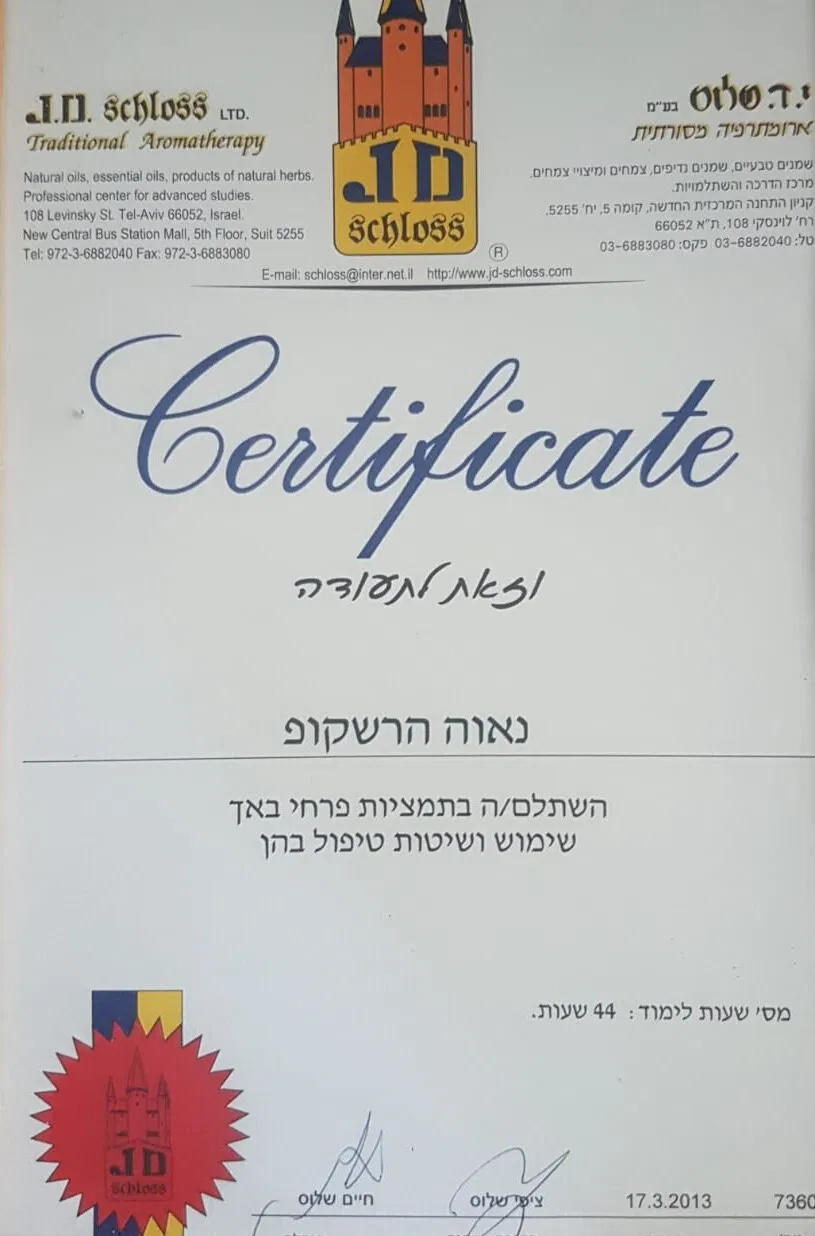 J.D. schloss LTD.
Traditional Aromatherapy
Natural oils, essential oils, products of natural herbs.
Professional center for advanced studies.
108 Levinsky St. Tel-Aviv 66052, Israel.
New Central Bus Station Mall, 5th Floor, Suit 5255
Tel: 972-3-6882040 Fax: 972-3-6883080
JD
schloss
®
י.ד. שלוס בע"מ
ארומתרפיה מסורתית
שמנים טבעיים, שמנים נדיפים, צמחים ומיצויי צמחים.
מרכז הדרכה והשתלמויות.
קניון התחנה המרכזית החדשה, קומה 5, יח' 5255.
רח' לוינסקי 108, ת"א 66052
טל: 03-6882040 פקס: 03-6883080
E-mail: schloss@inter.net.il http://www.jd-schloss.com
Certificate
וזאת לתעודה
נאוה הרשקופ
השתלם/ה בתמציות פרחי באך
שימוש ושיטות טיפול בהן
מס' שעות לימוד: 44 שעות.
JD
schloss
חיים שלוס
ציפי שלוס
17.3.2013
7360